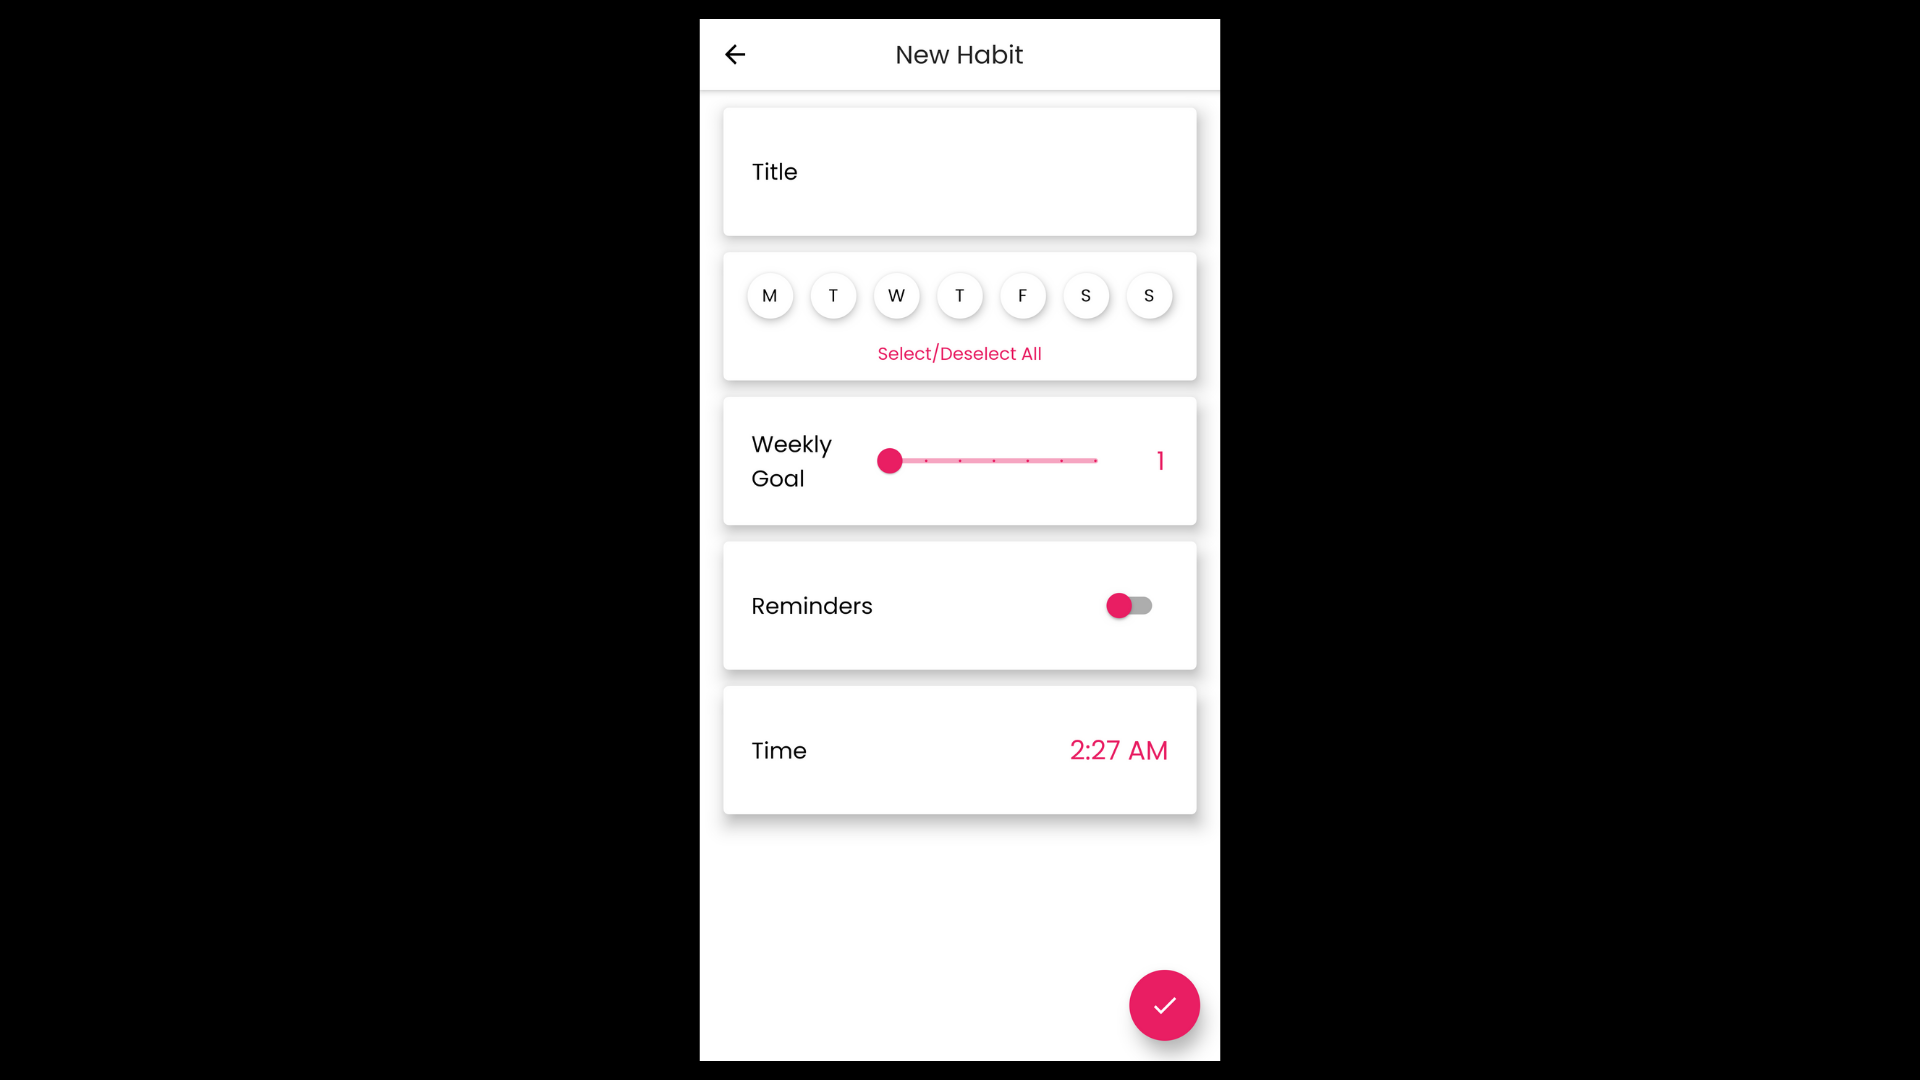 New Habit
Title
M T W T F S S
Select/Deselect All
Weekly
Goal
1
Reminders
Time 2:27 AM